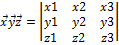 x⃗y⃗z⃗ = | x1 x2 x3 |
| y1 y2 y3 |
| z1 z2 z3 |